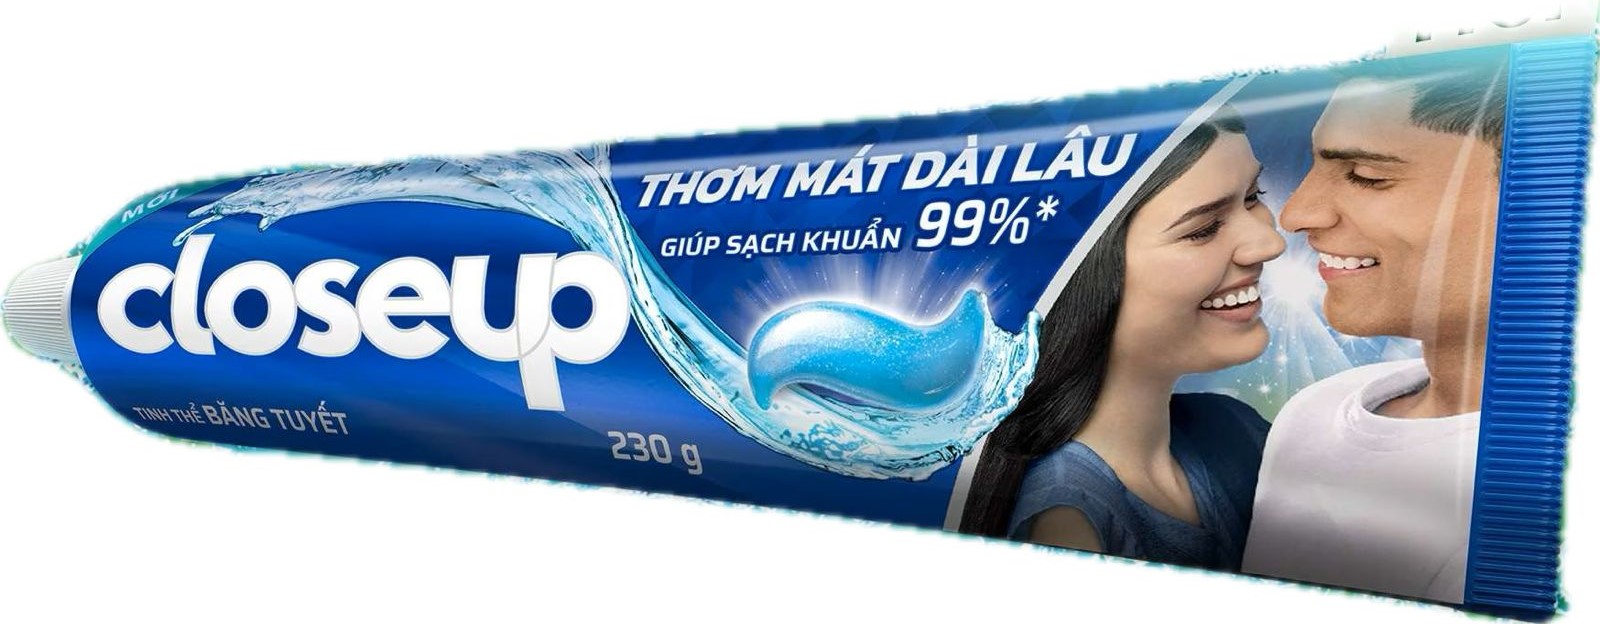 MỚI
closeup
TINH THỂ BĂNG TUYẾT
230 g
THƠM MÁT DÀI LÂU
GIÚP SẠCH KHUẨN 99%*